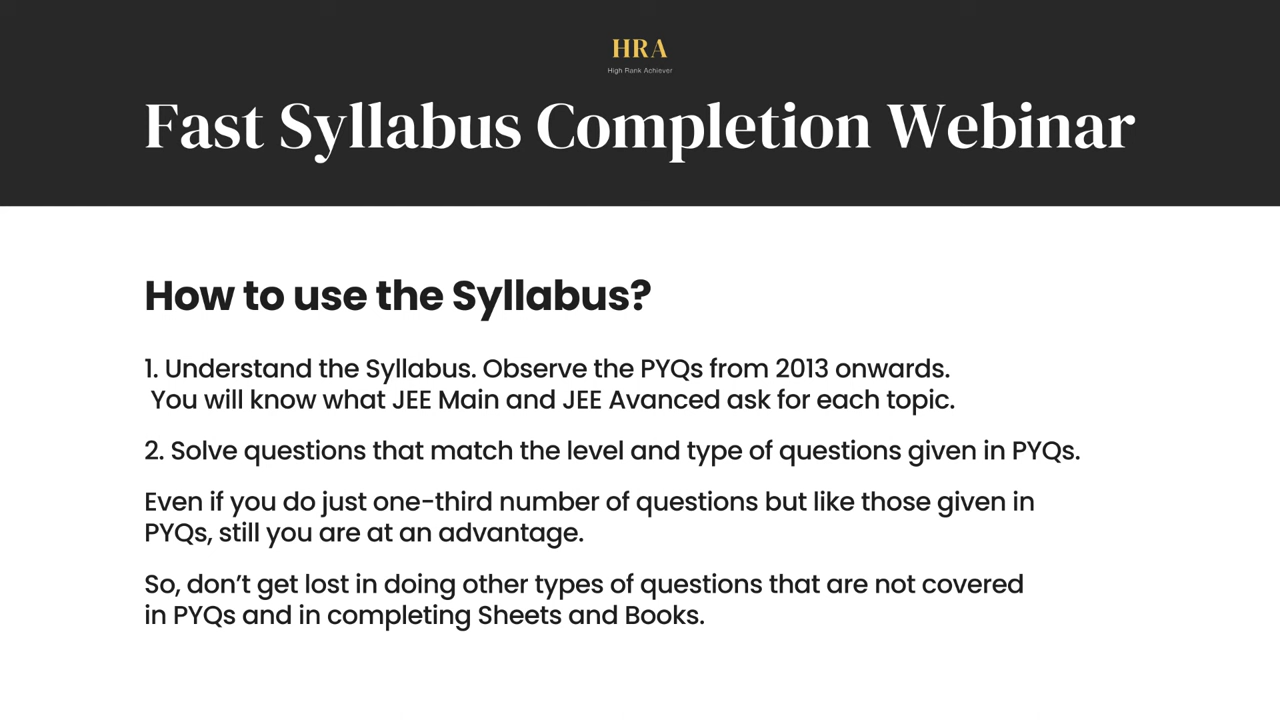 HRA
High Rank Achiever
Fast Syllabus Completion Webinar
How to use the Syllabus?
1. Understand the Syllabus. Observe the PYQs from 2013 onwards.
You will know what JEE Main and JEE Avanced ask for each topic.
2. Solve questions that match the level and type of questions given in PYQs.
Even if you do just one-third number of questions but like those given in
PYQs, still you are at an advantage.
So, don’t get lost in doing other types of questions that are not covered
in PYQs and in completing Sheets and Books.